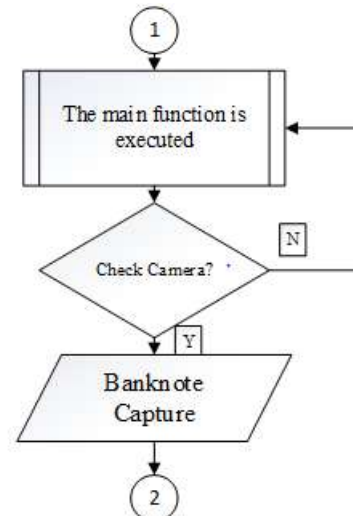 1
The main function is
executed
Check Camera?
N
Y
Banknote
Capture
2